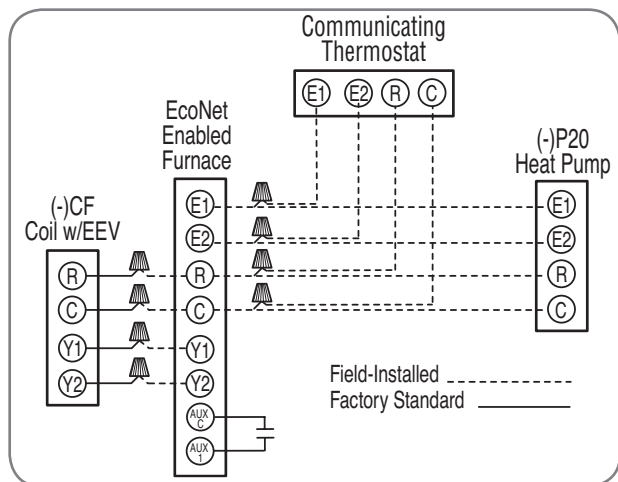 Communicating
Thermostat
E1 E2 R C
EcoNet
Enabled
Furnace
E1
E2
R
C
Y1
Y2
AUX
C
AUX
1
(-)CF
Coil w/EEV
R
C
Y1
Y2
(-)P20
Heat Pump
E1
E2
R
C
Field-Installed
Factory Standard